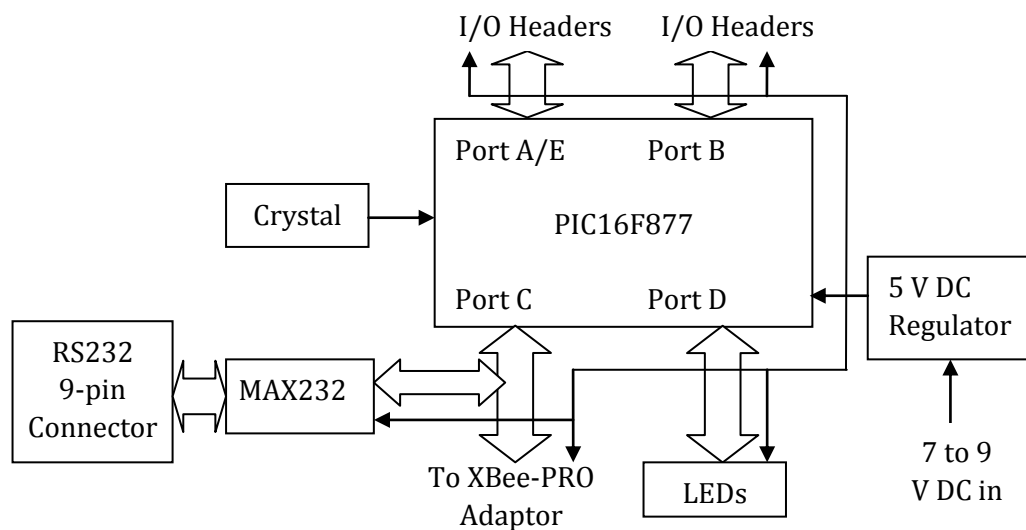 I/O Headers
I/O Headers
Port A/E
Port B
Crystal
PIC16F877
Port C
Port D
5 V DC
Regulator
RS232
9-pin
Connector
MAX232
To XBee-PRO
Adaptor
LEDs
7 to 9
V DC in